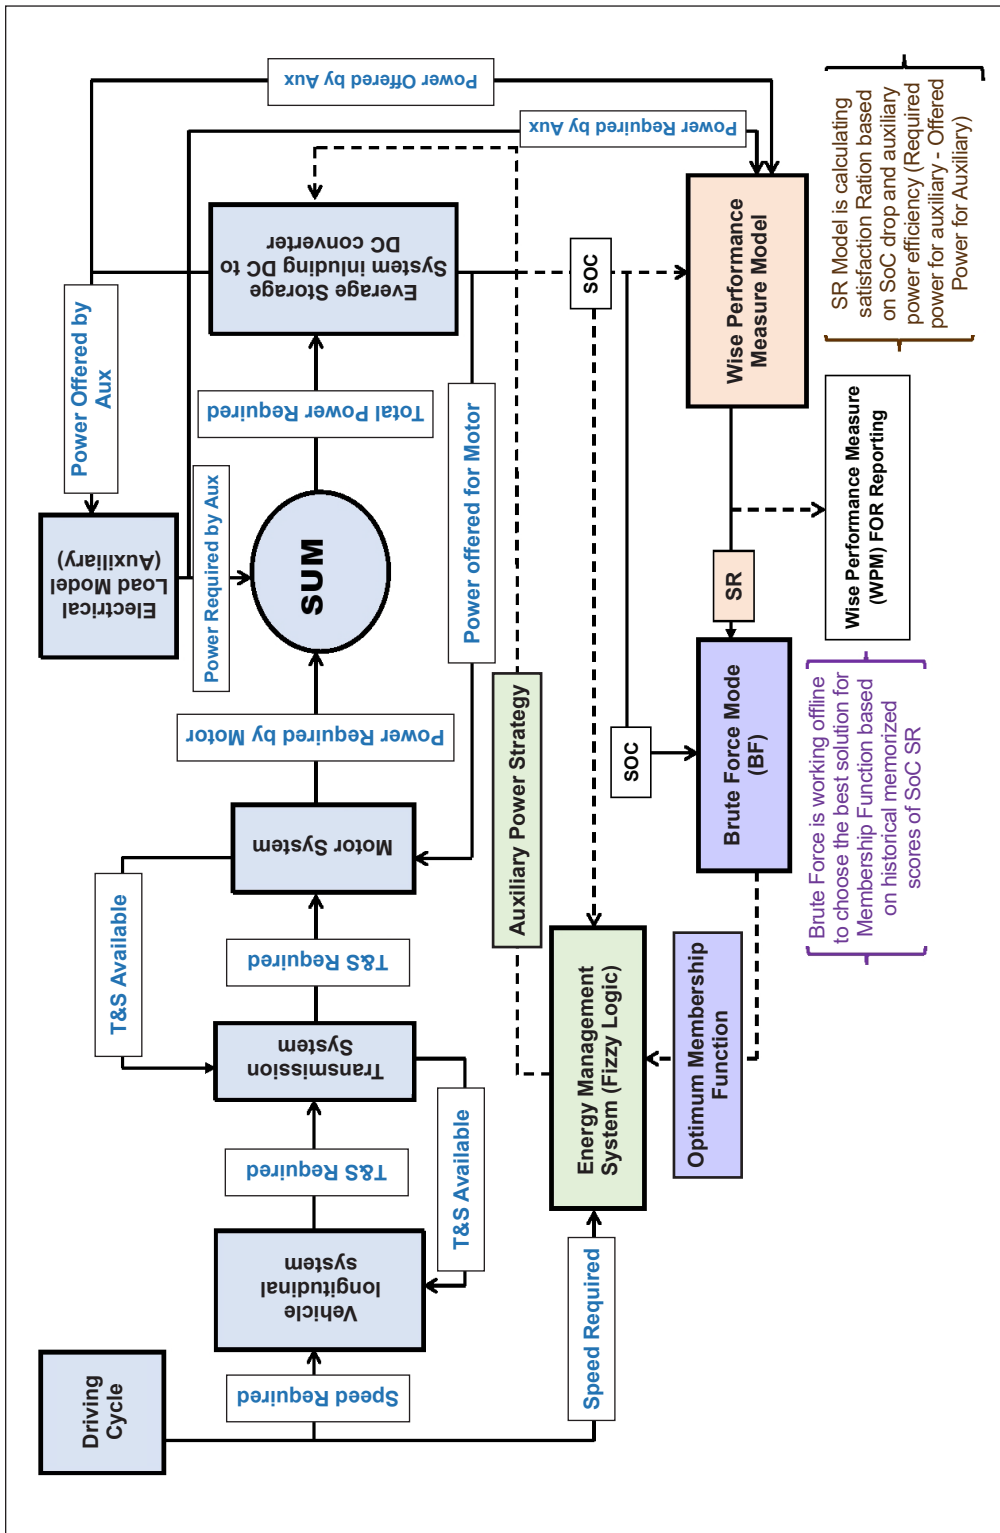 Driving
Cycle
Speed Required
Vehicle
longitudinal
system
T&S Required
T&S Available
Transmission
System
T&S Required
T&S Available
Motor System
Power Required by Motor
SUM
Electrical
Load Model
(Auxiliary)
Power Required by Aux
Power Offered by
Aux
Total Power Required
Everage Storage
System inluding DC to
DC converter
Power Offered by Aux
Power Required by Aux
Power offered for Motor
Auxiliary Power Strategy
SOC
SOC
Speed Required
Energy Management
System (Fizzy Logic)
Optimum Membership
Function
Brute Force Mode
(BF)
SR
Wise Performance
Measure Model
Wise Performance Measure
(WPM) FOR Reporting
Brute Force is working offline
to choose the best solution for
Membership Function based
on historical memorized
scores of SoC SR
SR Model is calculating
satisfaction Ration based
on SoC drop and auxiliary
power efficiency (Required
power for auxiliary - Offered
Power for Auxiliary)